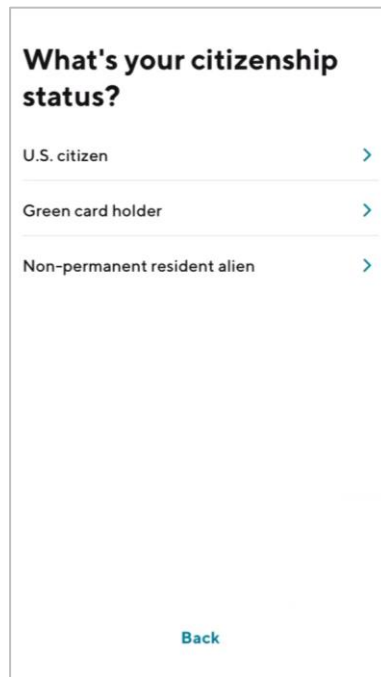 What's your citizenship
status?
U.S. citizen
Green card holder
Non-permanent resident alien
Back